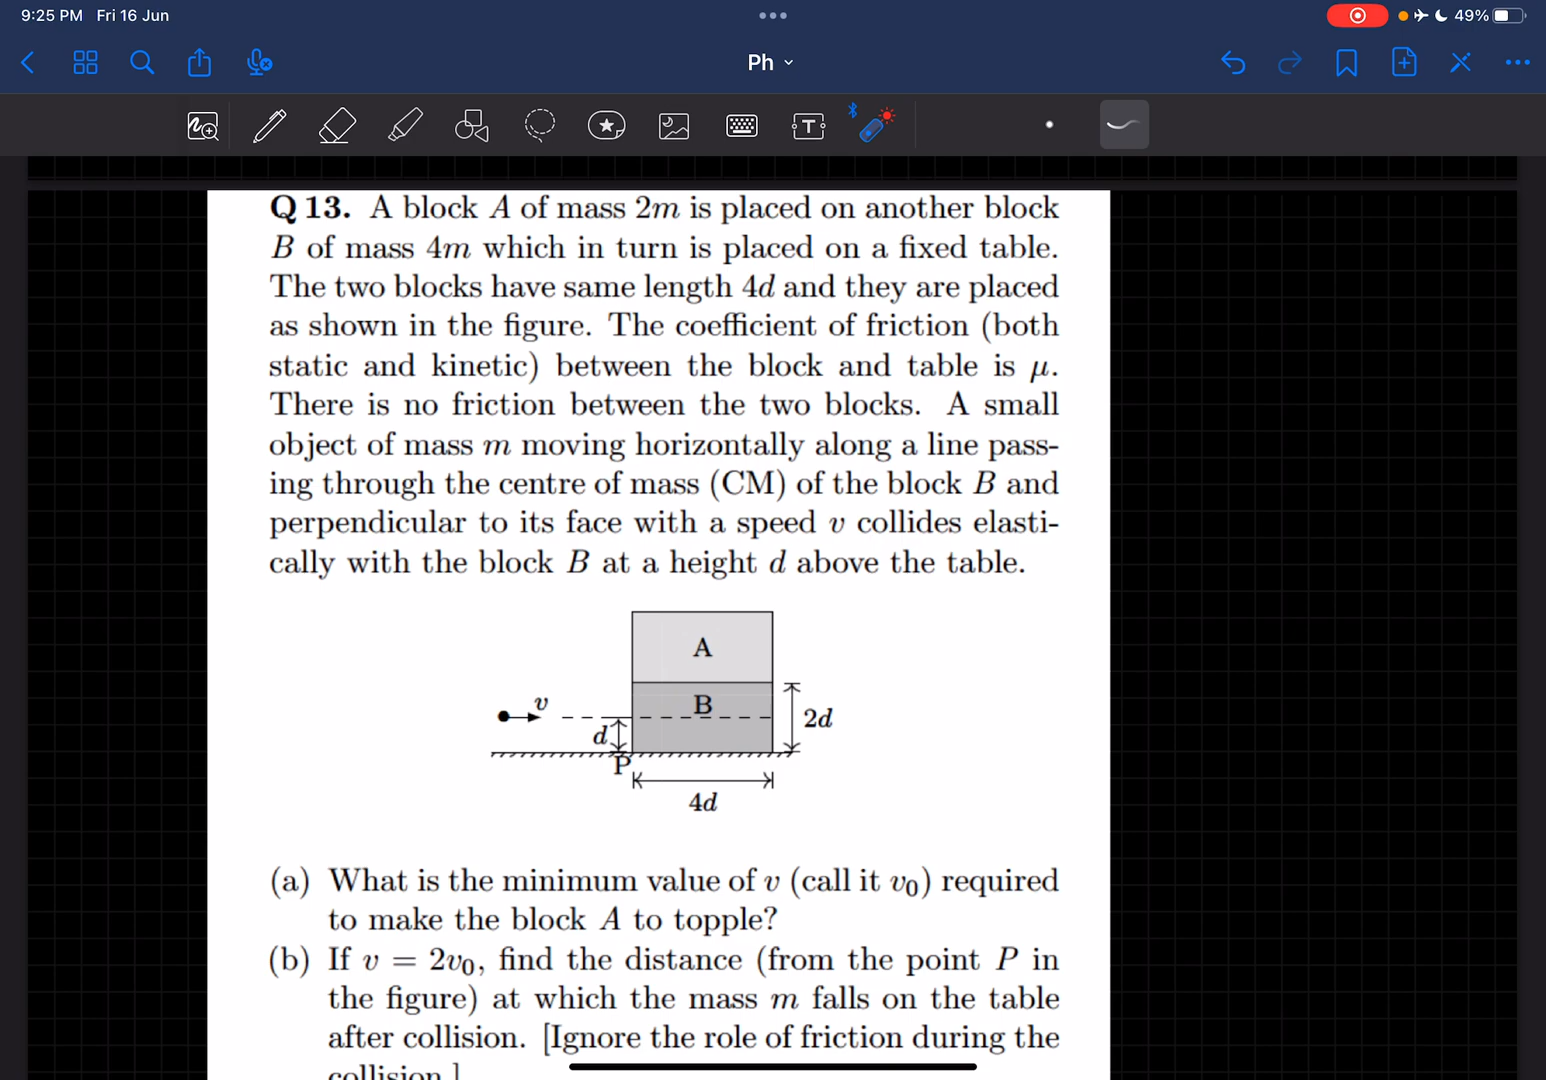 9:25 PM Fri 16 Jun
49%
Ph
T
Q 13. A block A of mass 2m is placed on another block
B of mass 4m which in turn is placed on a fixed table.
The two blocks have same length 4d and they are placed
as shown in the figure. The coefficient of friction (both
static and kinetic) between the block and table is μ.
There is no friction between the two blocks. A small
object of mass m moving horizontally along a line pass-
ing through the centre of mass (CM) of the block B and
perpendicular to its face with a speed v collides elasti-
cally with the block B at a height d above the table.
A
v
B
2d
d
P
4d
(a) What is the minimum value of v (call it v₀) required
to make the block A to topple?
(b) If v = 2v₀, find the distance (from the point P in
the figure) at which the mass m falls on the table
after collision. [Ignore the role of friction during the
collision.]